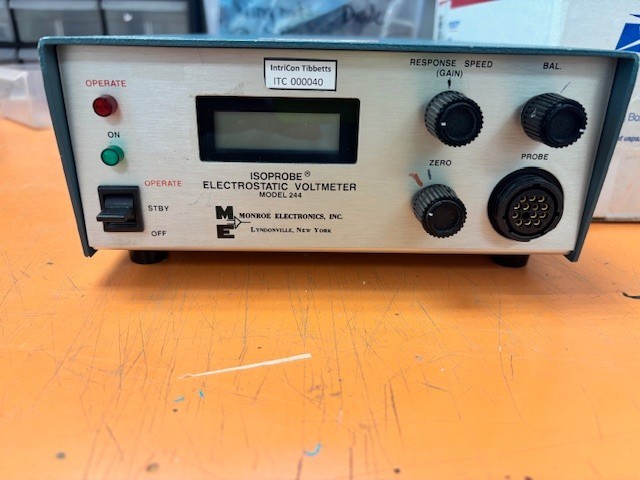 IntriCon Tibbetts
ITC 000040
OPERATE
ON
OPERATE
STBY
OFF
ISOPROBE®
ELECTROSTATIC VOLTMETER
MODEL 244
M
E
MONROE ELECTRONICS, INC.
LYNDONVILLE, NEW YORK
RESPONSE SPEED
(GAIN)
BAL.
ZERO
PROBE